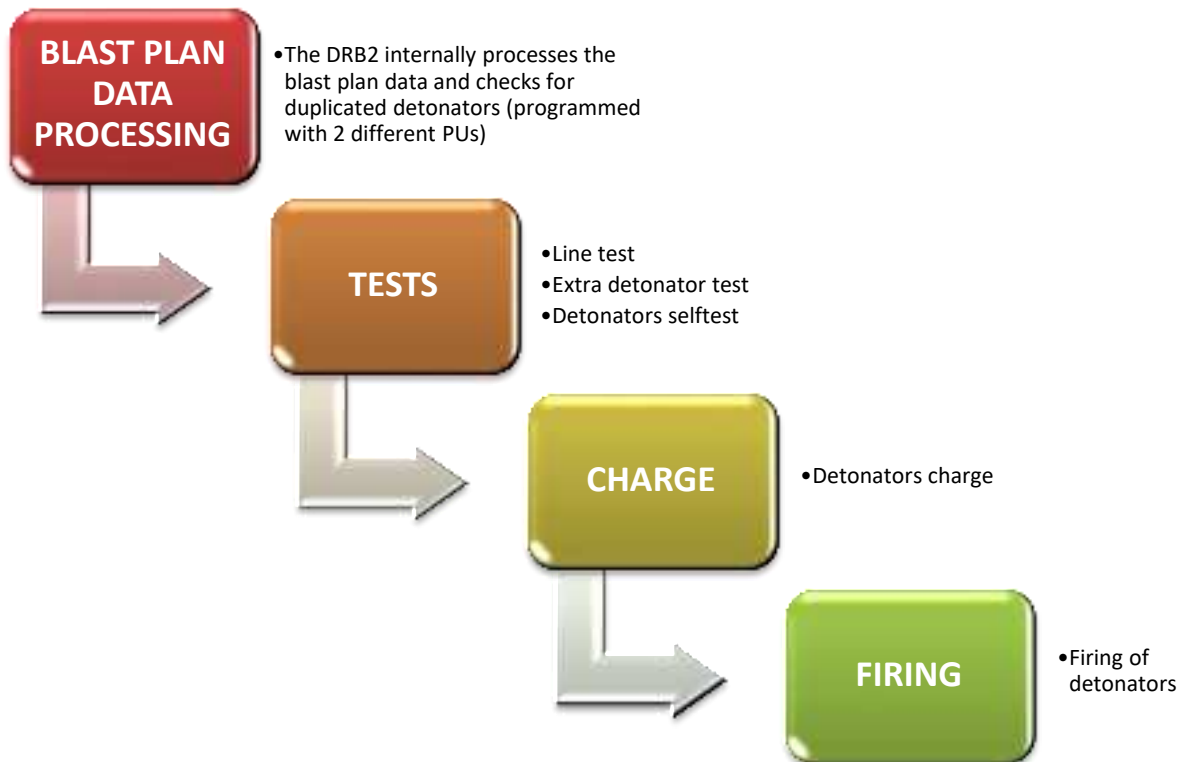 BLAST PLAN
DATA
PROCESSING
•The DRB2 internally processes the
blast plan data and checks for
duplicated detonators (programmed
with 2 different PUs)
TESTS
•Line test
•Extra detonator test
•Detonators selftest
CHARGE
•Detonators charge
FIRING
•Firing of
detonators